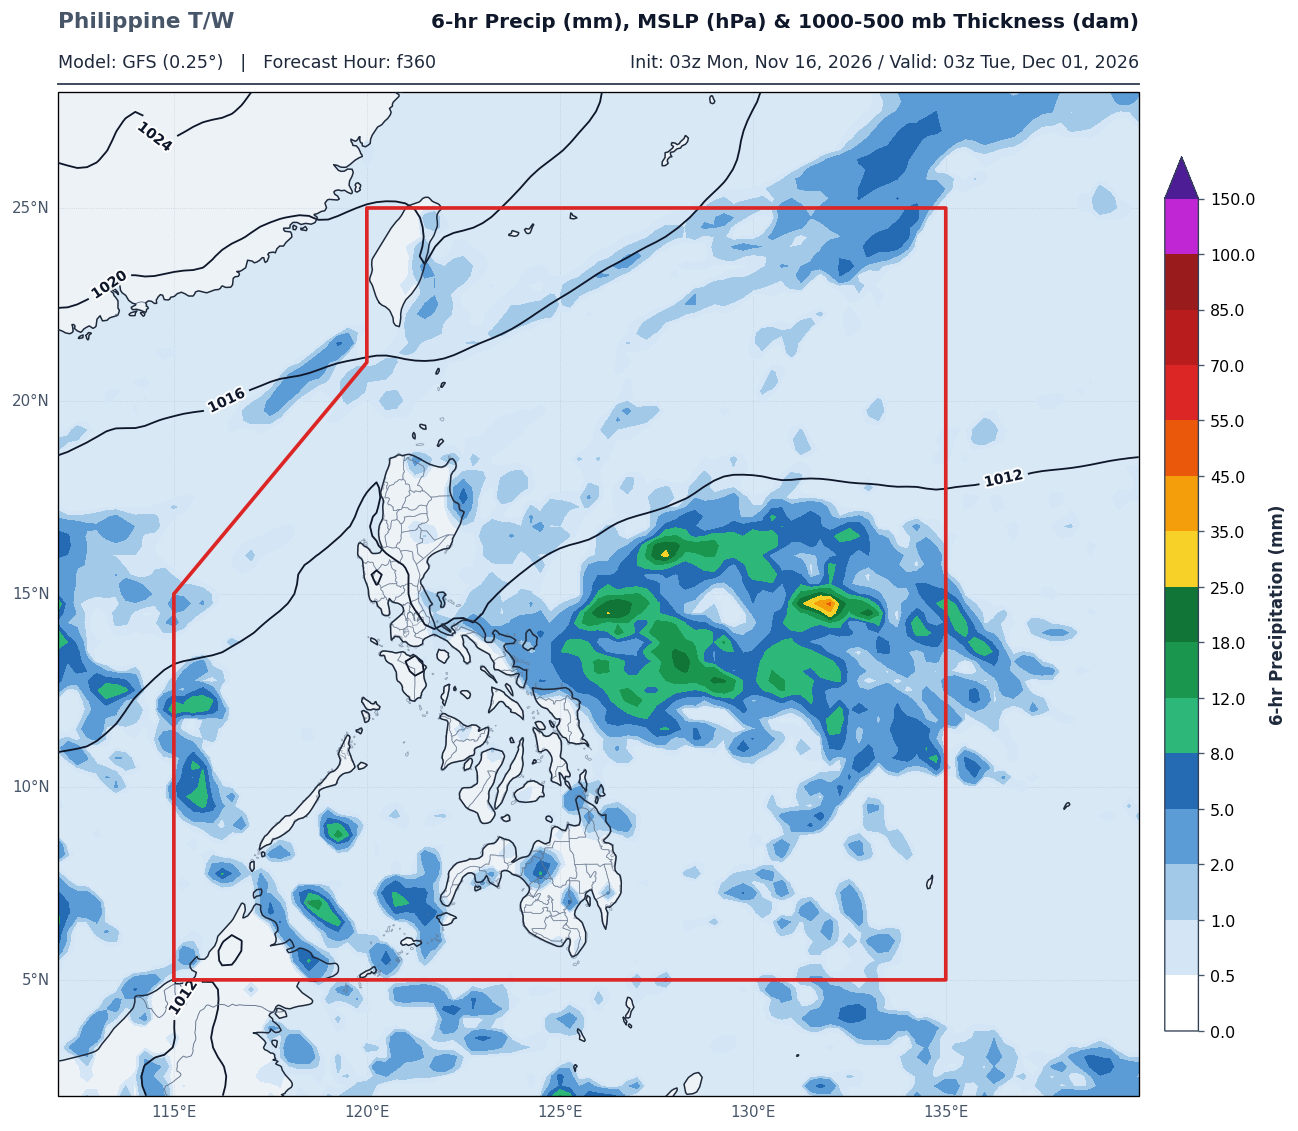 Philippine T/W
6-hr Precip (mm), MSLP (hPa) & 1000-500 mb Thickness (dam)
Model: GFS (0.25°) | Forecast Hour: f360
Init: 03z Mon, Nov 16, 2026 / Valid: 03z Tue, Dec 01, 2026
1024
1020
1016
1012
1012
25°N
20°N
15°N
10°N
5°N
115°E
120°E
125°E
130°E
135°E
150.0
100.0
85.0
70.0
55.0
45.0
35.0
25.0
18.0
12.0
8.0
5.0
2.0
1.0
0.5
0.0
6-hr Precipitation (mm)